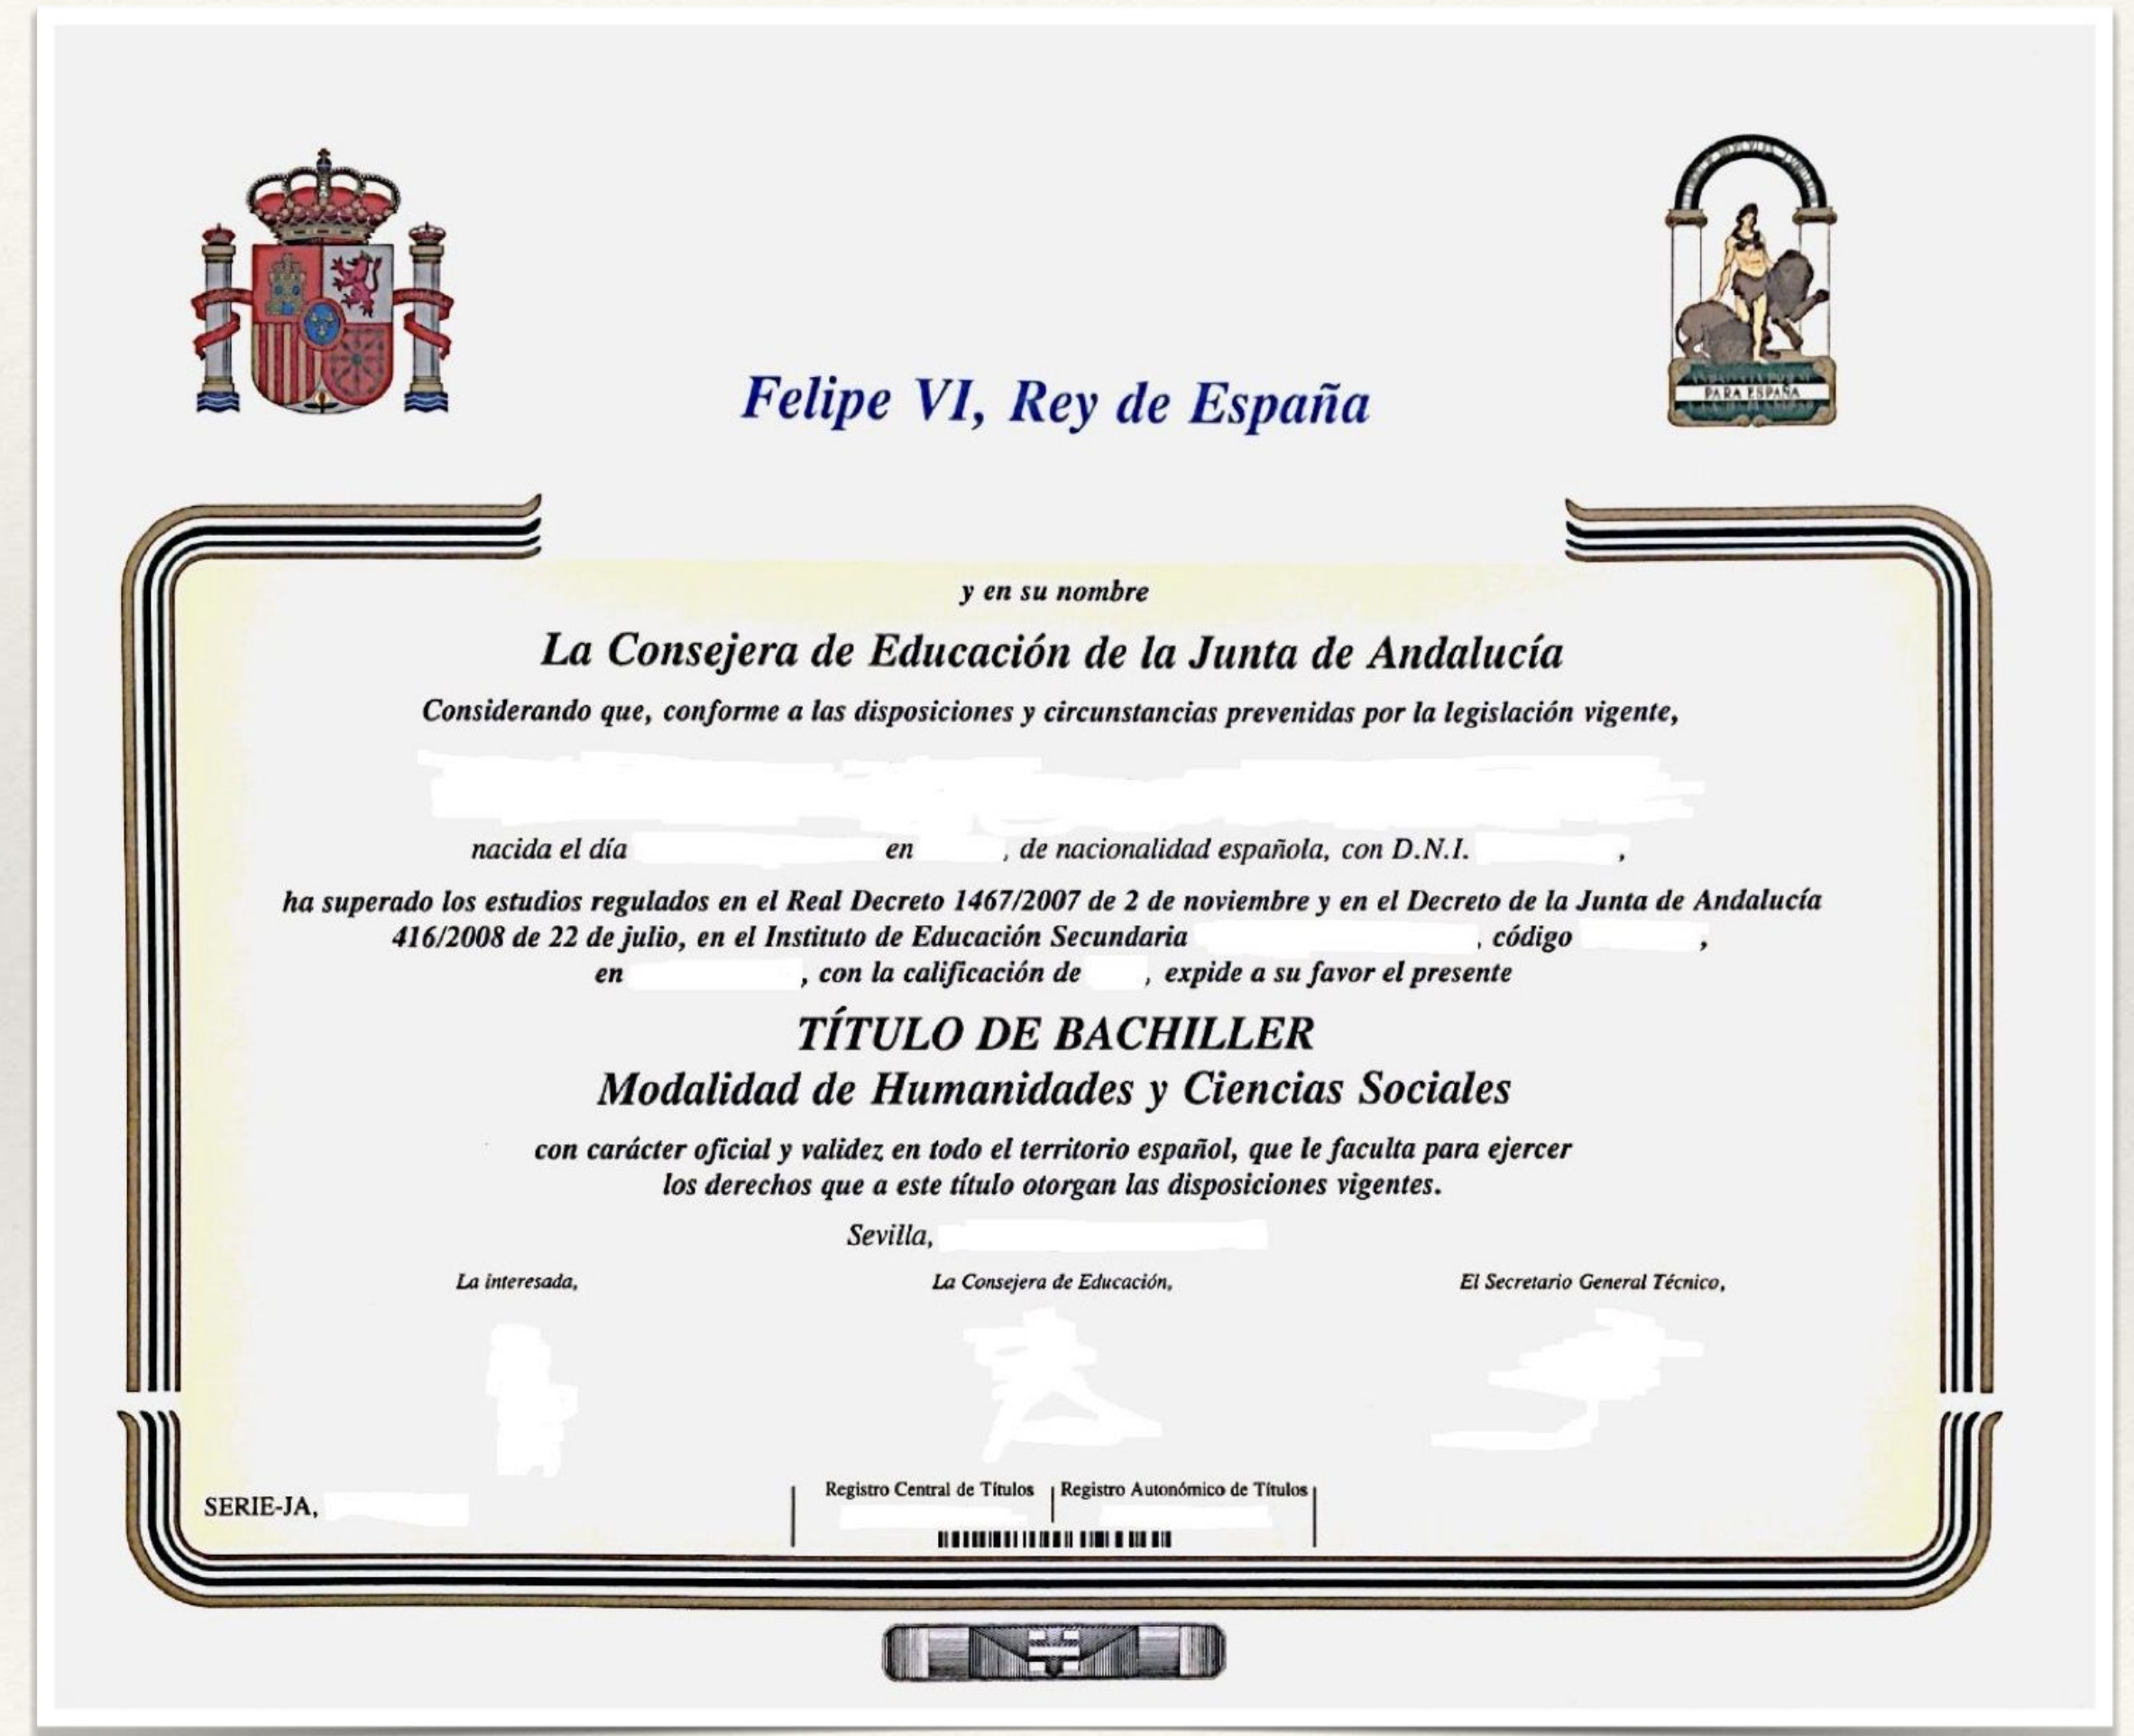 Felipe VI, Rey de España
PARA ESPAÑA
y en su nombre
La Consejera de Educación de la Junta de Andalucía
Considerando que, conforme a las disposiciones y circunstancias prevenidas por la legislación vigente,
nacida el día en , de nacionalidad española, con D.N.I. ,
ha superado los estudios regulados en el Real Decreto 1467/2007 de 2 de noviembre y en el Decreto de la Junta de Andalucía
416/2008 de 22 de julio, en el Instituto de Educación Secundaria , código ,
en , con la calificación de , expide a su favor el presente
TÍTULO DE BACHILLER
Modalidad de Humanidades y Ciencias Sociales
con carácter oficial y validez en todo el territorio español, que le faculta para ejercer
los derechos que a este título otorgan las disposiciones vigentes.
Sevilla,
La interesada, La Consejera de Educación, El Secretario General Técnico,
Registro Central de Títulos Registro Autonómico de Títulos
SERIE-JA,